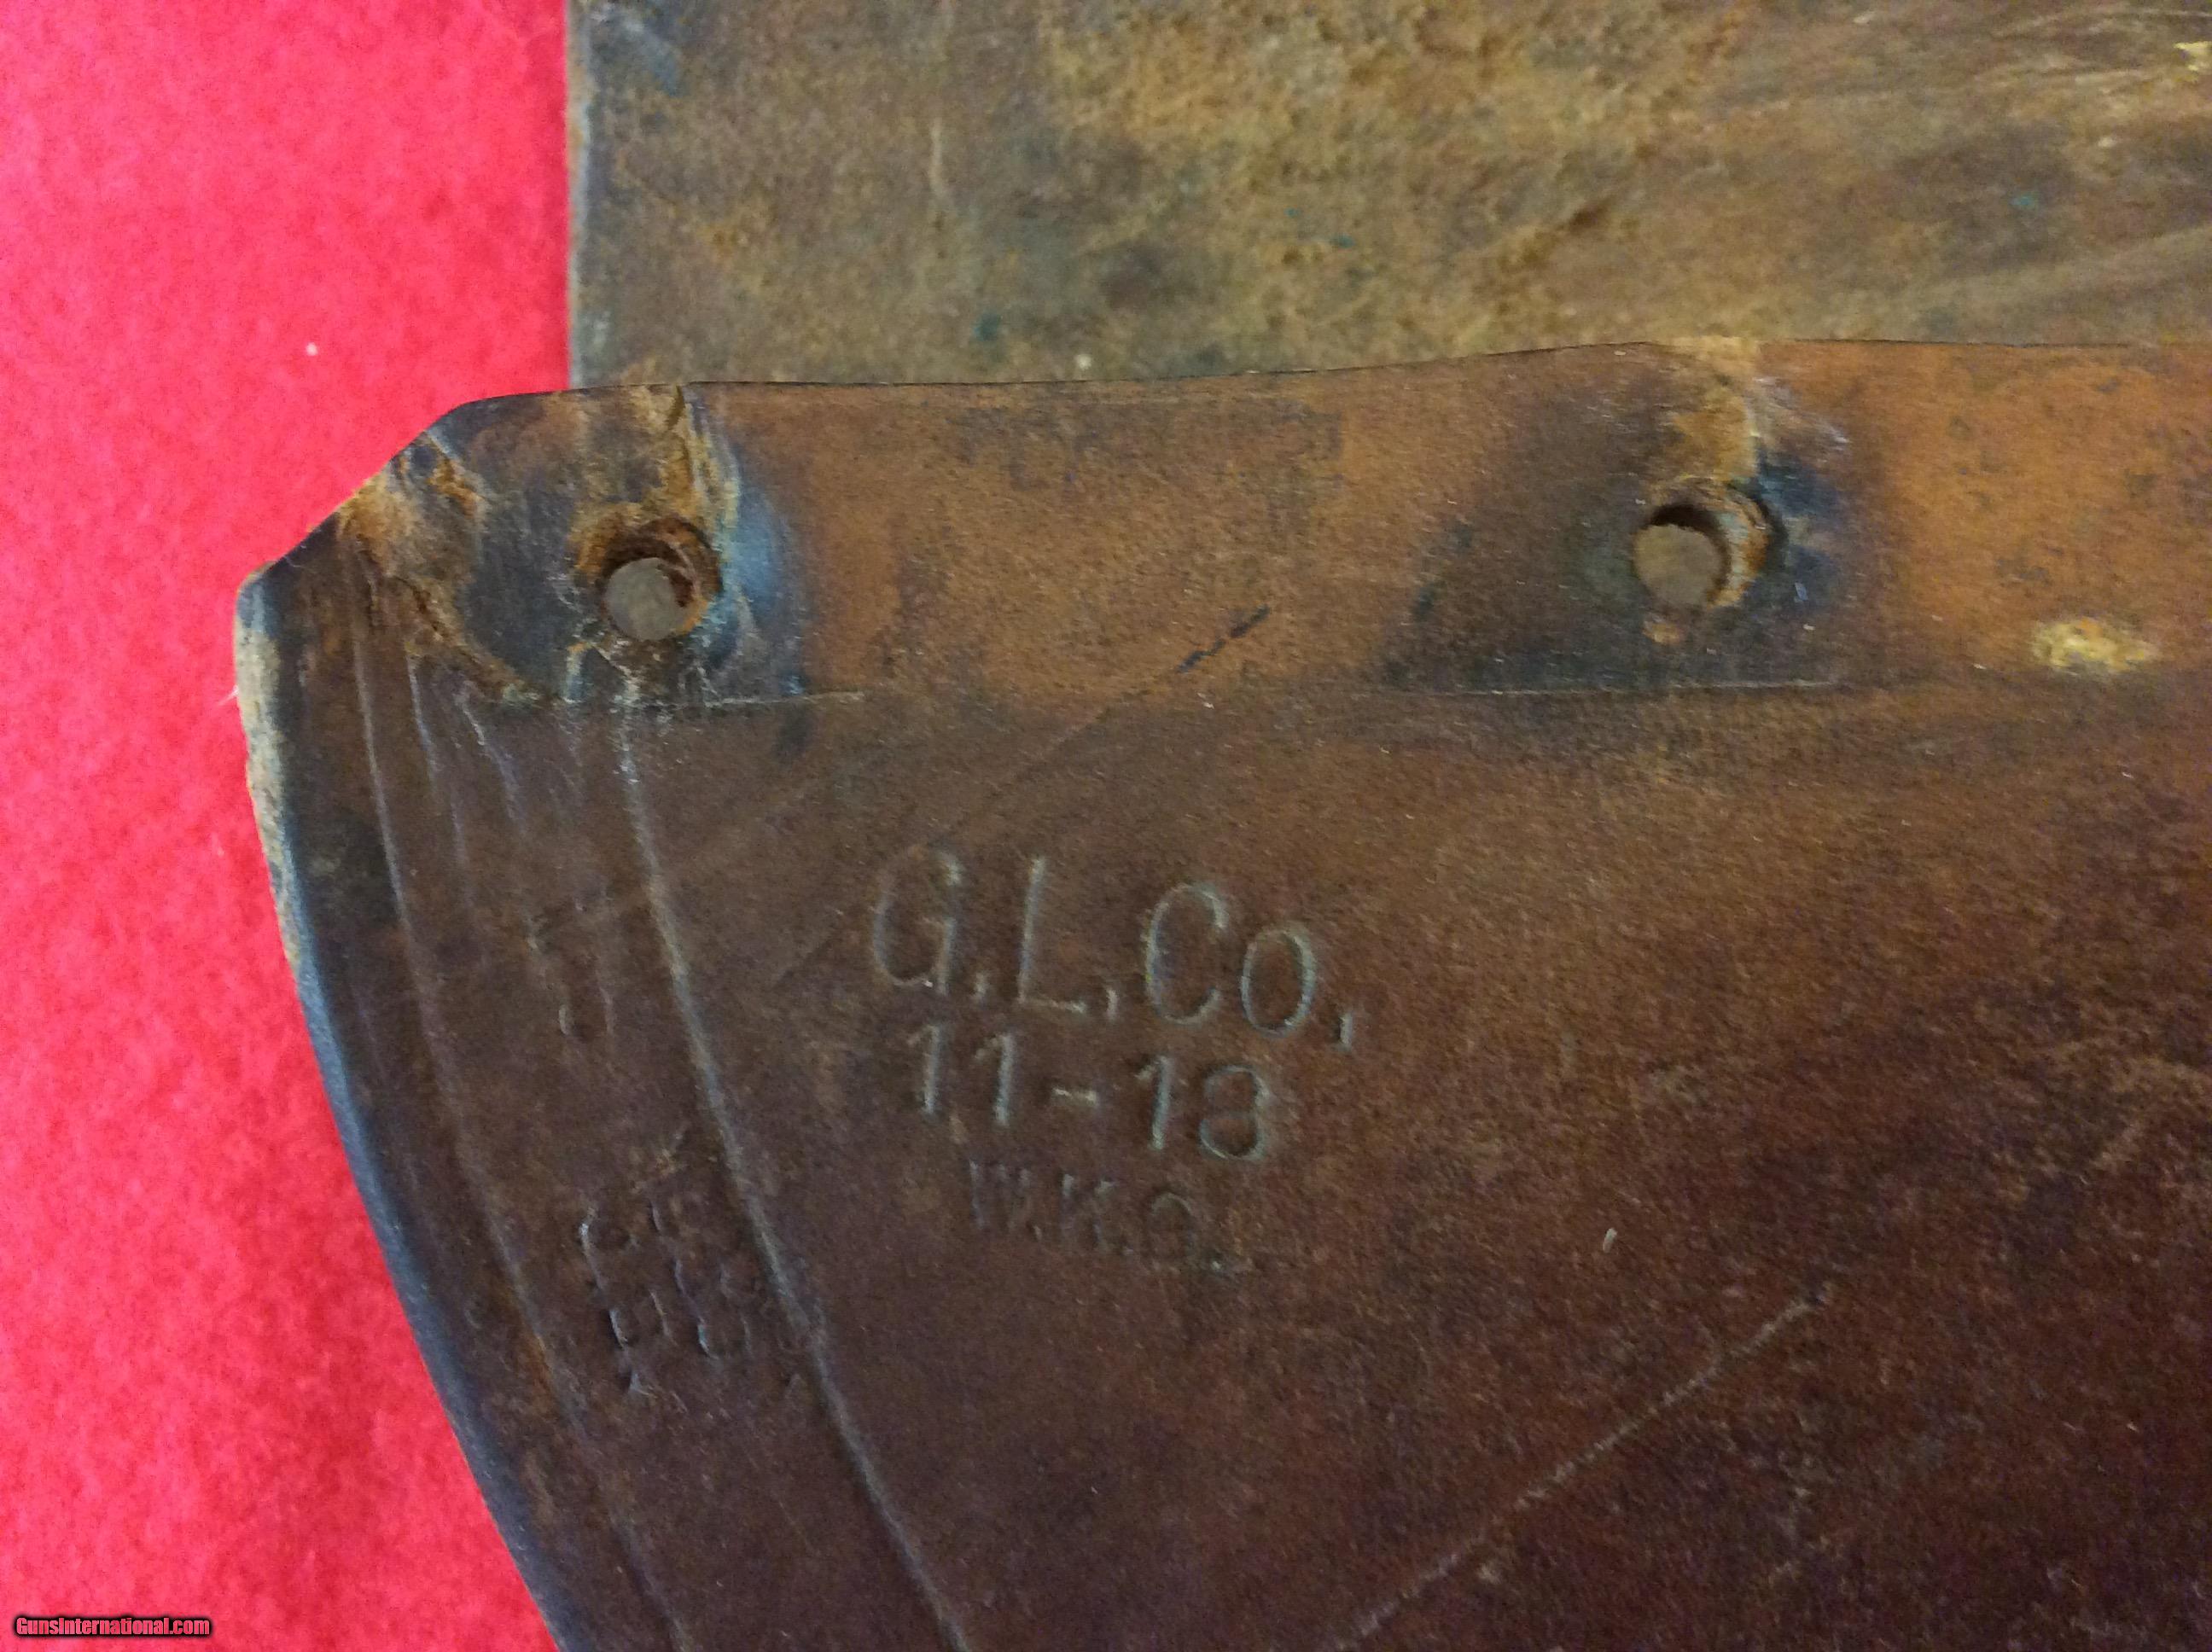 G.L.Co.
11-18
W.K.O.
GunsInternational.com